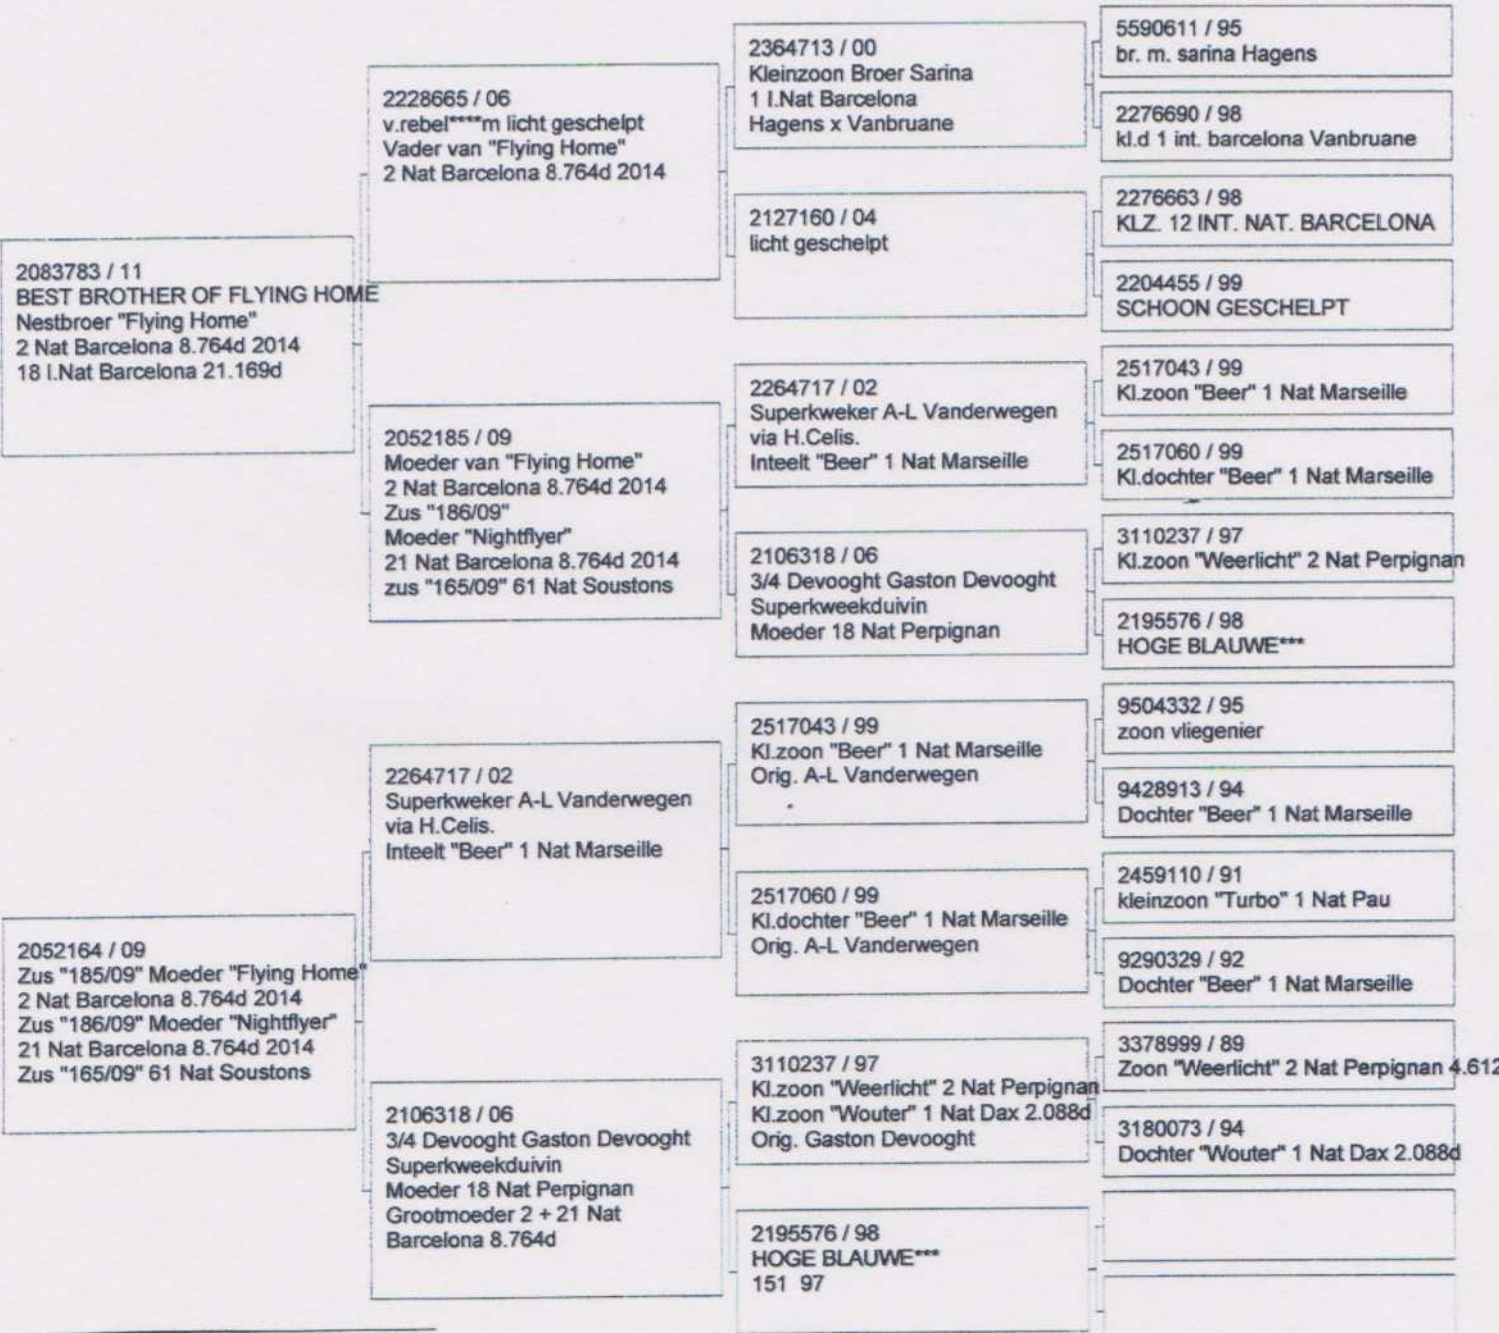 2083783 / 11
BEST BROTHER OF FLYING HOME
Nestbroer "Flying Home"
2 Nat Barcelona 8.764d 2014
18 I.Nat Barcelona 21.169d
2228665 / 06
v.rebel****m licht geschelpt
Vader van "Flying Home"
2 Nat Barcelona 8.764d 2014
2052185 / 09
Moeder van "Flying Home"
2 Nat Barcelona 8.764d 2014
Zus "186/09"
Moeder "Nightflyer"
21 Nat Barcelona 8.764d 2014
zus "165/09" 61 Nat Soustons
2364713 / 00
Kleinzoon Broer Sarina
1 I.Nat Barcelona
Hagens x Vanbruane
2127160 / 04
licht geschelpt
2264717 / 02
Superkweker A-L Vanderwegen
via H.Celis.
Inteelt "Beer" 1 Nat Marseille
2106318 / 06
3/4 Devooght Gaston Devooght
Superkweekduivin
Moeder 18 Nat Perpignan
5590611 / 95
br. m. sarina Hagens
2276690 / 98
kl.d 1 int. barcelona Vanbruane
2276663 / 98
KLZ. 12 INT. NAT. BARCELONA
2204455 / 99
SCHOON GESCHELPT
2517043 / 99
Kl.zoon "Beer" 1 Nat Marseille
2517060 / 99
Kl.dochter "Beer" 1 Nat Marseille
3110237 / 97
Kl.zoon "Weerlicht" 2 Nat Perpignan
2195576 / 98
HOGE BLAUWE***
2052164 / 09
Zus "185/09" Moeder "Flying Home"
2 Nat Barcelona 8.764d 2014
Zus "186/09" Moeder "Nightflyer"
21 Nat Barcelona 8.764d 2014
Zus "165/09" 61 Nat Soustons
2264717 / 02
Superkweker A-L Vanderwegen
via H.Celis.
Inteelt "Beer" 1 Nat Marseille
2106318 / 06
3/4 Devooght Gaston Devooght
Superkweekduivin
Moeder 18 Nat Perpignan
Grootmoeder 2 + 21 Nat
Barcelona 8.764d
2517043 / 99
Kl.zoon "Beer" 1 Nat Marseille
Orig. A-L Vanderwegen
2517060 / 99
Kl.dochter "Beer" 1 Nat Marseille
Orig. A-L Vanderwegen
3110237 / 97
Kl.zoon "Weerlicht" 2 Nat Perpignan
Kl.zoon "Wouter" 1 Nat Dax 2.088d
Orig. Gaston Devooght
2195576 / 98
HOGE BLAUWE***
151 97
9504332 / 95
zoon vliegenier
9428913 / 94
Dochter "Beer" 1 Nat Marseille
2459110 / 91
kleinzoon "Turbo" 1 Nat Pau
9290329 / 92
Dochter "Beer" 1 Nat Marseille
3378999 / 89
Zoon "Weerlicht" 2 Nat Perpignan 4.612
3180073 / 94
Dochter "Wouter" 1 Nat Dax 2.088d